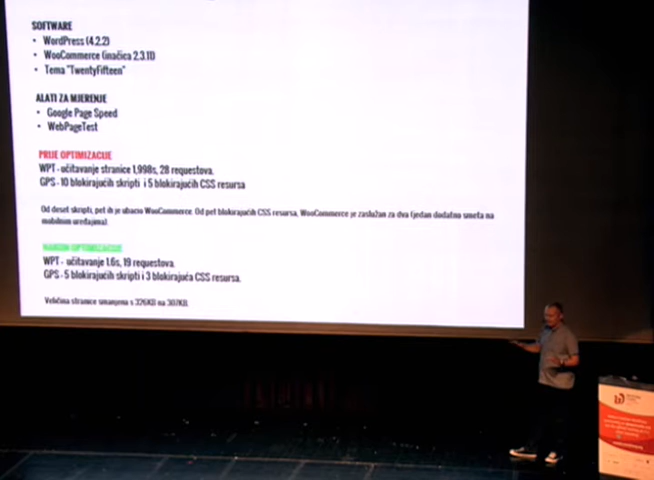 SOFTWARE
• WordPress (4.2.2)
• WooCommerce (inačica 2.3.11)
• Tema "TwentyFifteen"
ALATI ZA MJERENJE
• Google Page Speed
• WebPageTest
PRIJE OPTIMIZACIJE
WPT - učitavanje stranice 1,998s, 28 requestova.
GPS - 10 blokirajućih skripti i 5 blokirajućih CSS resursa
Od deset skripti, pet ih je ubacio WooCommerce. Od pet blokirajućih CSS resursa, WooCommerce je zaslužan za dva (jedan dodatno smeta na
mobilnim uređajima).
NAKON OPTIMIZACIJE
WPT - učitavanje 1.6s, 19 requestova.
GPS - 5 blokirajućih skripti i 3 blokirajuća CSS resursa.
Veličina stranice smanjena s 326KB na 307KB.